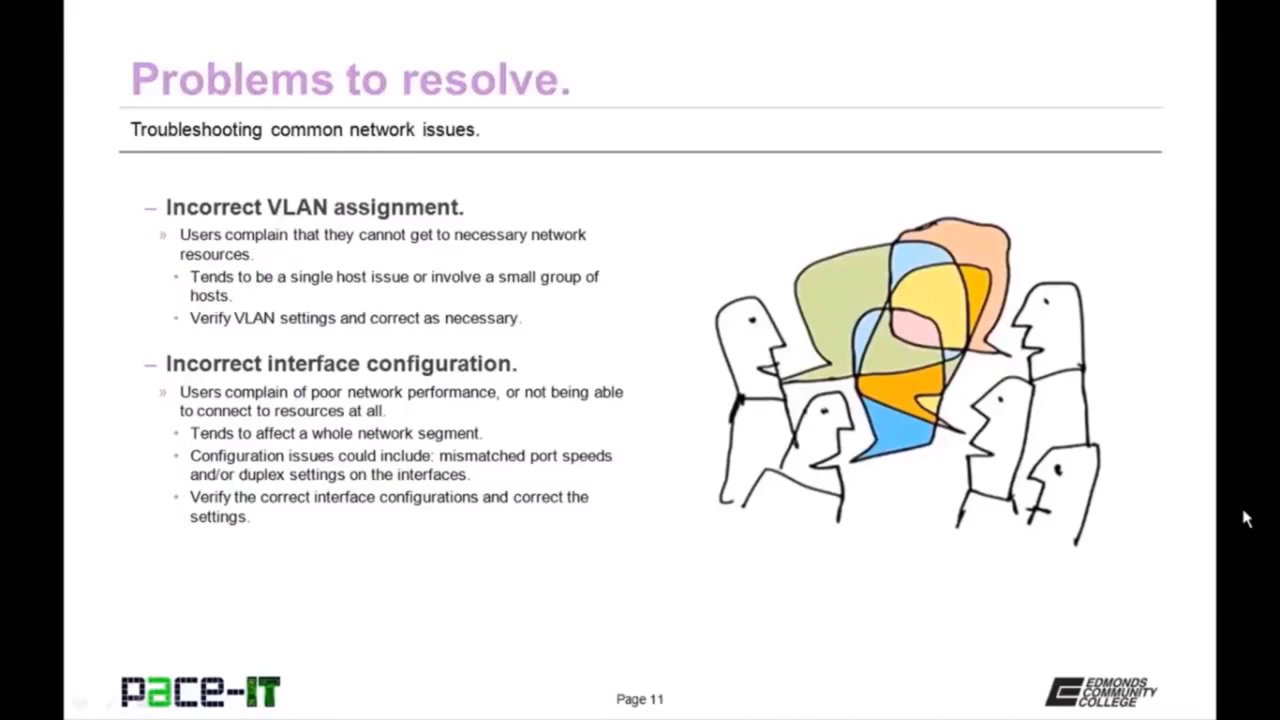 Problems to resolve.
Troubleshooting common network issues.
– Incorrect VLAN assignment.
» Users complain that they cannot get to necessary network
resources.
• Tends to be a single host issue or involve a small group of
hosts.
• Verify VLAN settings and correct as necessary.
– Incorrect interface configuration.
» Users complain of poor network performance, or not being able
to connect to resources at all.
• Tends to affect a whole network segment.
• Configuration issues could include: mismatched port speeds
and/or duplex settings on the interfaces.
• Verify the correct interface configurations and correct the
settings.
pace-IT
Page 11
EDMONDS
COMMUNITY
COLLEGE